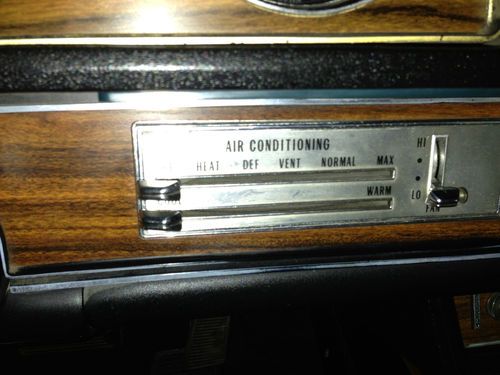 AIR CONDITIONING
HEAT DEF VENT NORMAL MAX
WARM
HI
LO
FAN